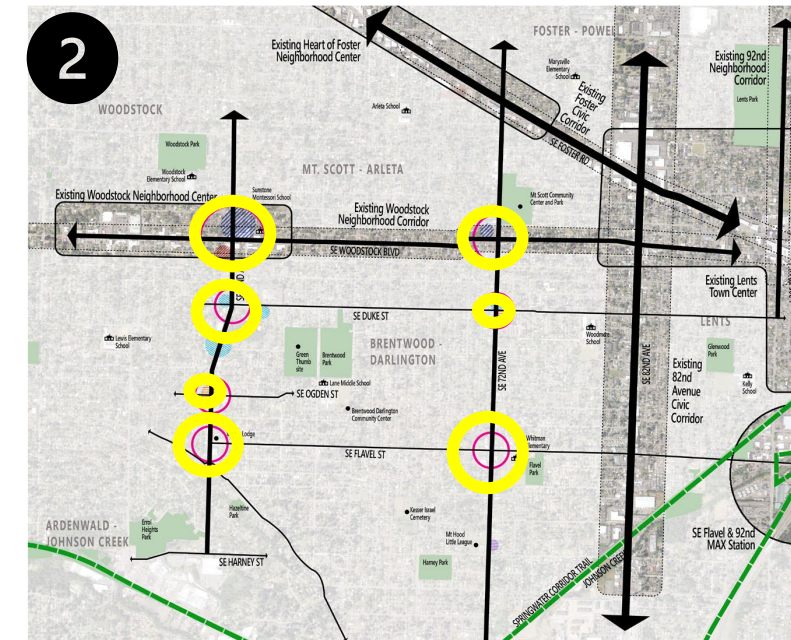 2
FOSTER - POWEL
Existing Heart of Foster
Neighborhood Center
Existing 92nd
Neighborhood
Corridor
Marysville
Elementary
School
Existing
Foster
Civic
Corridor
Lents Park
WOODSTOCK
Arleta School
SE FOSTER RD
Woodstock Park
MT. SCOTT - ARLETA
Woodstock
Elementary School
Sunstone
Montessori School
Mt Scott Community
Center and Park
Existing Woodstock Neighborhood Center
Existing Woodstock
Neighborhood Corridor
SE WOODSTOCK BLVD
Existing Lents
Town Center
SE DUKE ST
LENTS
Lewis Elementary
School
Green
Thumb
site
Brentwood
Park
BRENTWOOD -
DARLINGTON
Woodmere
School
Glenwood
Park
SE 72ND AVE
SE 82ND AVE
Existing
82nd
Avenue
Civic
Corridor
Lane Middle School
Kelly
School
SE OGDEN ST
Brentwood Darlington
Community Center
Lodge
SE FLAVEL ST
Whitman
Elementary
Flavel
Park
Errol
Heights
Park
Hazeltine
Park
Kesser Israel
Cemetery
ARDENWALD -
JOHNSON CREEK
Mt Hood
Little League
SE Flavel & 92nd
MAX Station
SE HARNEY ST
Harney Park
SPRINGWATER CORRIDOR TRAIL
JOHNSON CREEK